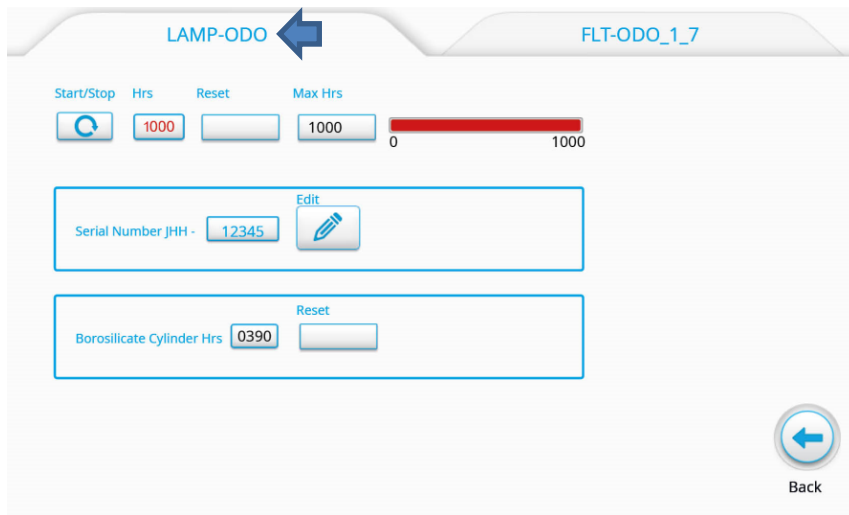 LAMP-ODO FLT-ODO_1_7
Start/Stop Hrs Reset Max Hrs
1000 1000
0 1000
Edit
Serial Number JHH - 12345
Reset
Borosilicate Cylinder Hrs 0390
Back